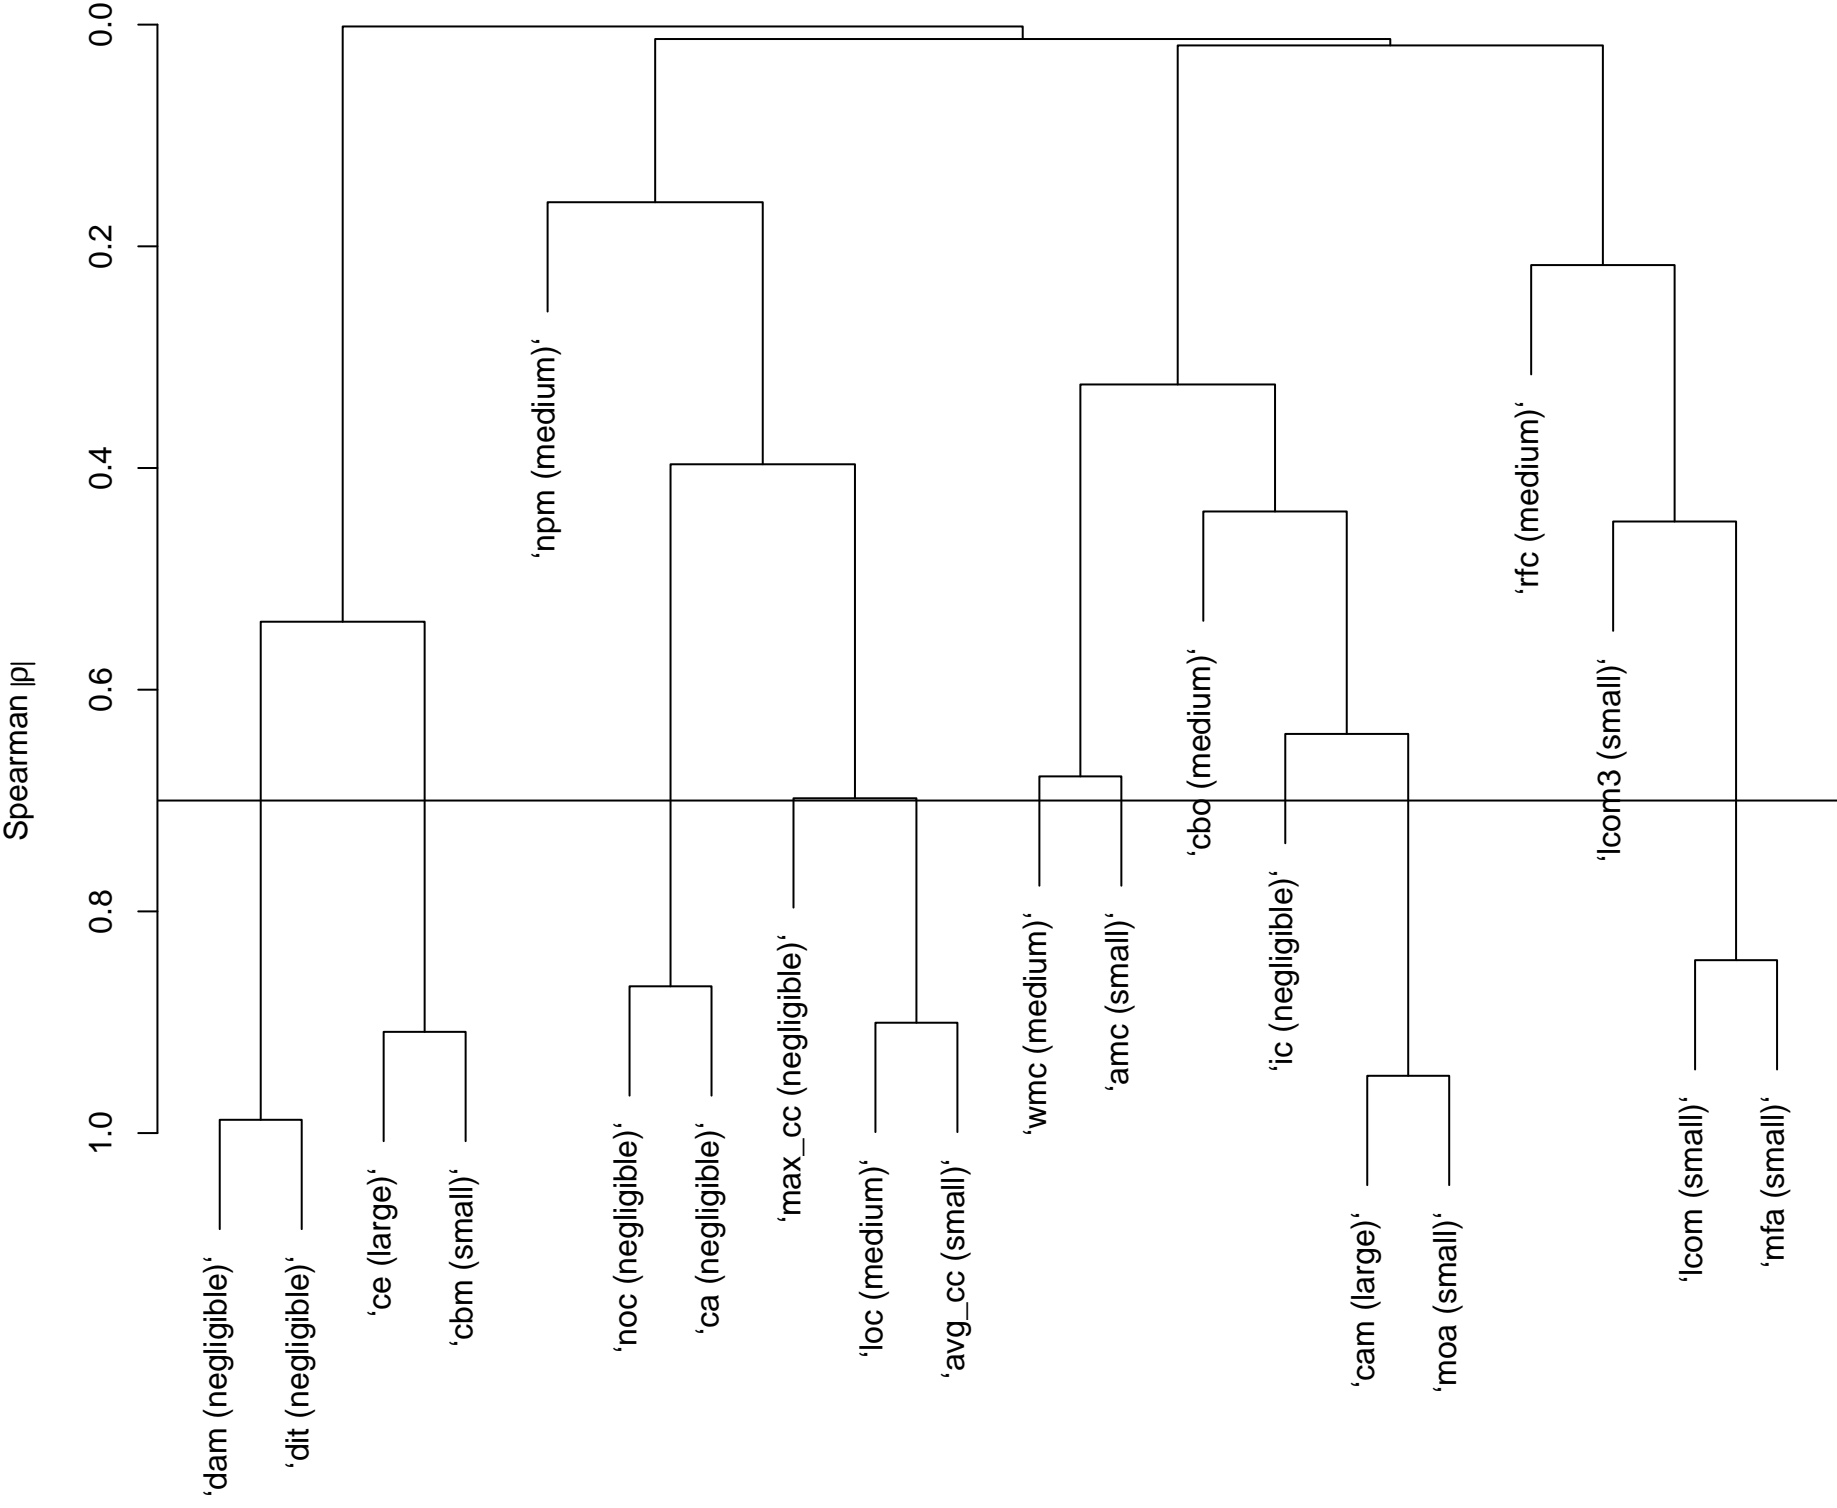 Spearman |ρ|
0.0
0.2
0.4
0.6
0.8
1.0
‘dam (negligible)‘
‘dit (negligible)‘
‘ce (large)‘
‘cbm (small)‘
‘npm (medium)‘
‘noc (negligible)‘
‘ca (negligible)‘
‘max_cc (negligible)‘
‘loc (medium)‘
‘avg_cc (small)‘
‘wmc (medium)‘
‘amc (small)‘
‘cbo (medium)‘
‘ic (negligible)‘
‘cam (large)‘
‘moa (small)‘
‘rfc (medium)‘
‘lcom3 (small)‘
‘lcom (small)‘
‘mfa (small)‘